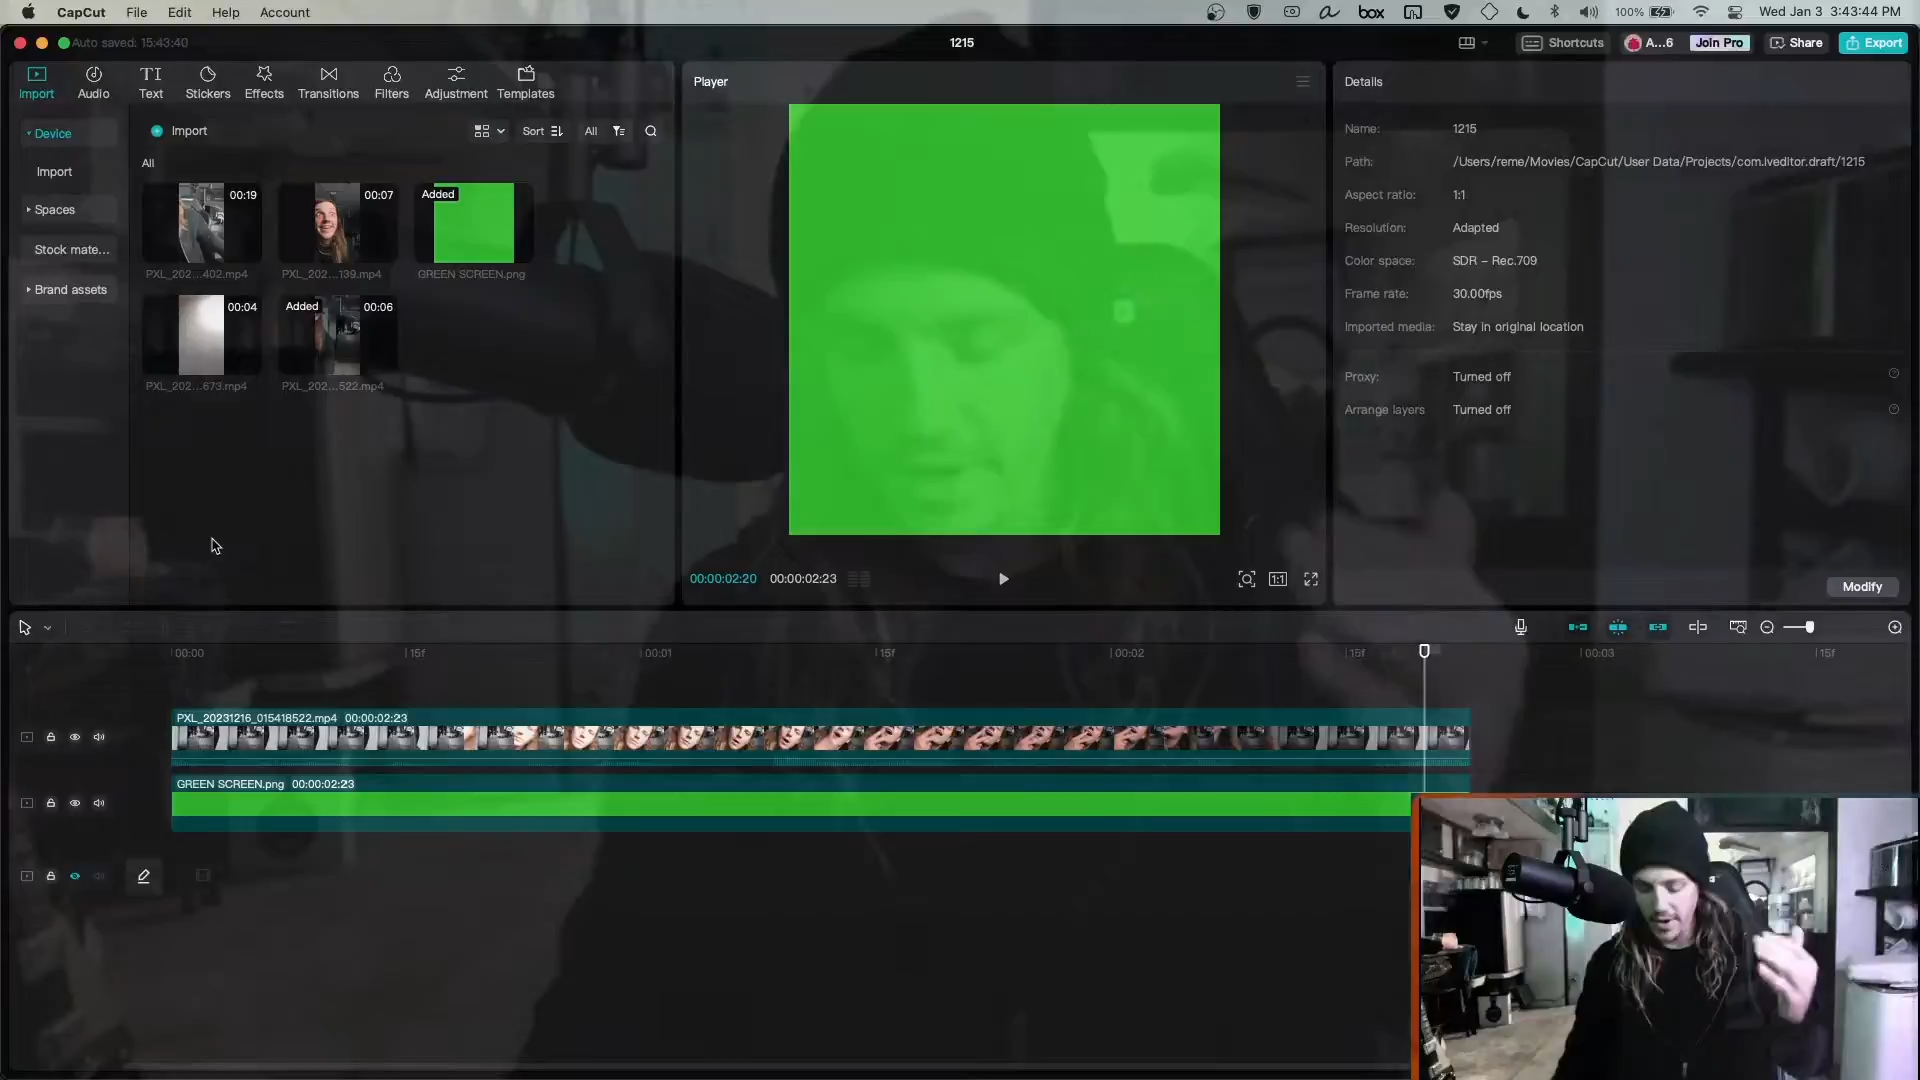 CapCut File Edit Help Account box 100% Wed Jan 3 3:43:44 PM
Auto saved: 15:43:40 1215 Shortcuts A...6 Join Pro Share Export
Import Audio TI Text Stickers Effects Transitions Filters Adjustment Templates
Player
Details
Device
Import
Spaces
Stock mate...
Brand assets
Import Sort All
All
00:19 00:07 Added
PXL_202...402.mp4 PXL_202...139.mp4 GREEN SCREEN.png
00:04 Added 00:06
PXL_202...673.mp4 PXL_202...522.mp4
00:00:02:20 00:00:02:23 1:1
Name: 1215
Path: /Users/reme/Movies/CapCut/User Data/Projects/com.lveditor.draft/1215
Aspect ratio: 1:1
Resolution: Adapted
Color space: SDR – Rec.709
Frame rate: 30.00fps
Imported media: Stay in original location
Proxy: Turned off
Arrange layers Turned off
Modify
00:00 15f 00:01 15f 00:02 15f 00:03 15f
PXL_20231216_015418522.mp4 00:00:02:23
GREEN SCREEN.png 00:00:02:23